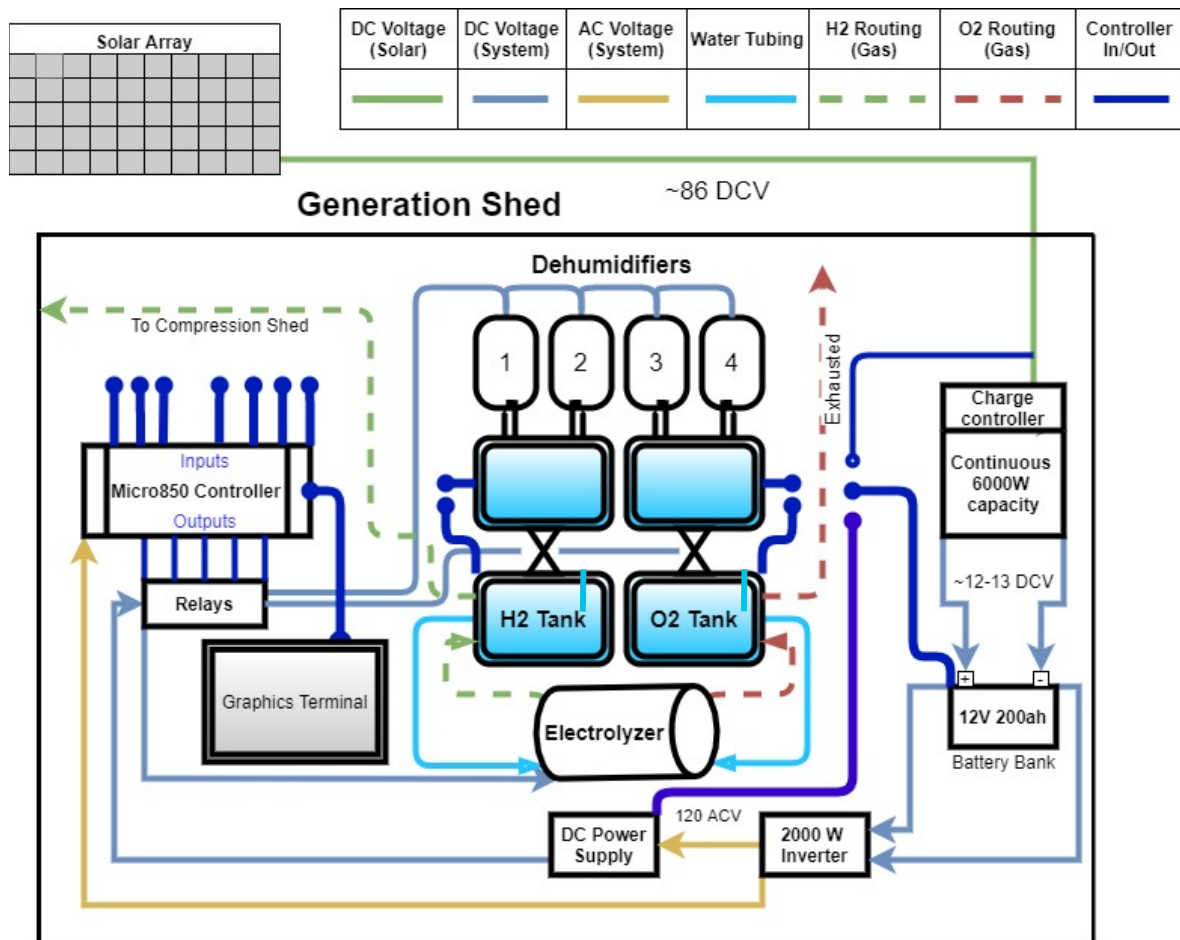 Solar Array
DC Voltage
(Solar)
DC Voltage
(System)
AC Voltage
(System)
Water Tubing
H2 Routing
(Gas)
O2 Routing
(Gas)
Controller
In/Out
~86 DCV
Generation Shed
Dehumidifiers
To Compression Shed
1
2
3
4
Exhausted
Charge
controller
Continuous
6000W
capacity
Inputs
Micro850 Controller
Outputs
Relays
~12-13 DCV
H2 Tank
O2 Tank
Graphics Terminal
Electrolyzer
+
-
12V 200ah
Battery Bank
120 ACV
DC Power
Supply
2000 W
Inverter